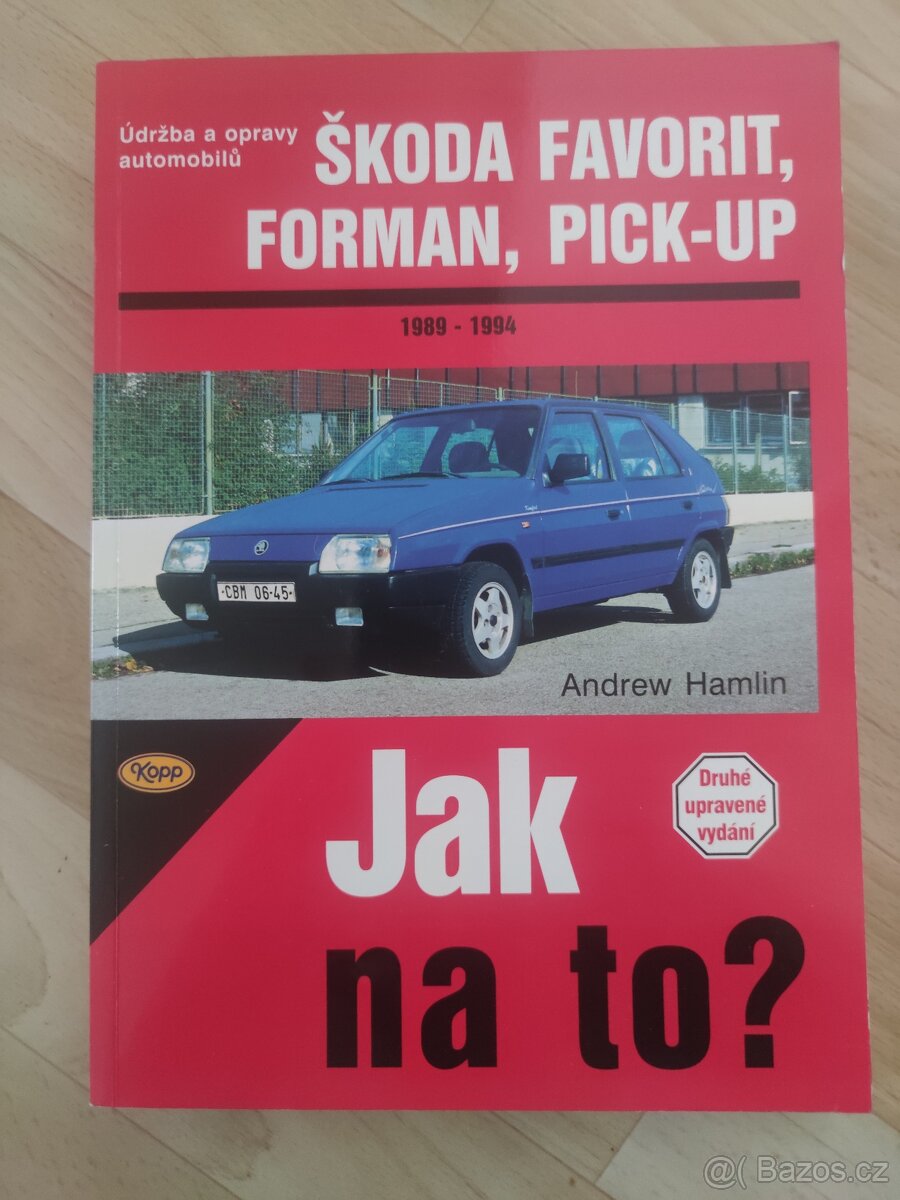 Údržba a opravy
automobilů
ŠKODA FAVORIT,
FORMAN, PICK-UP
1989 - 1994
CBM 06-45
Andrew Hamlin
Kopp
Jak
na to?
Druhé
upravené
vydání
@( Bazos.cz